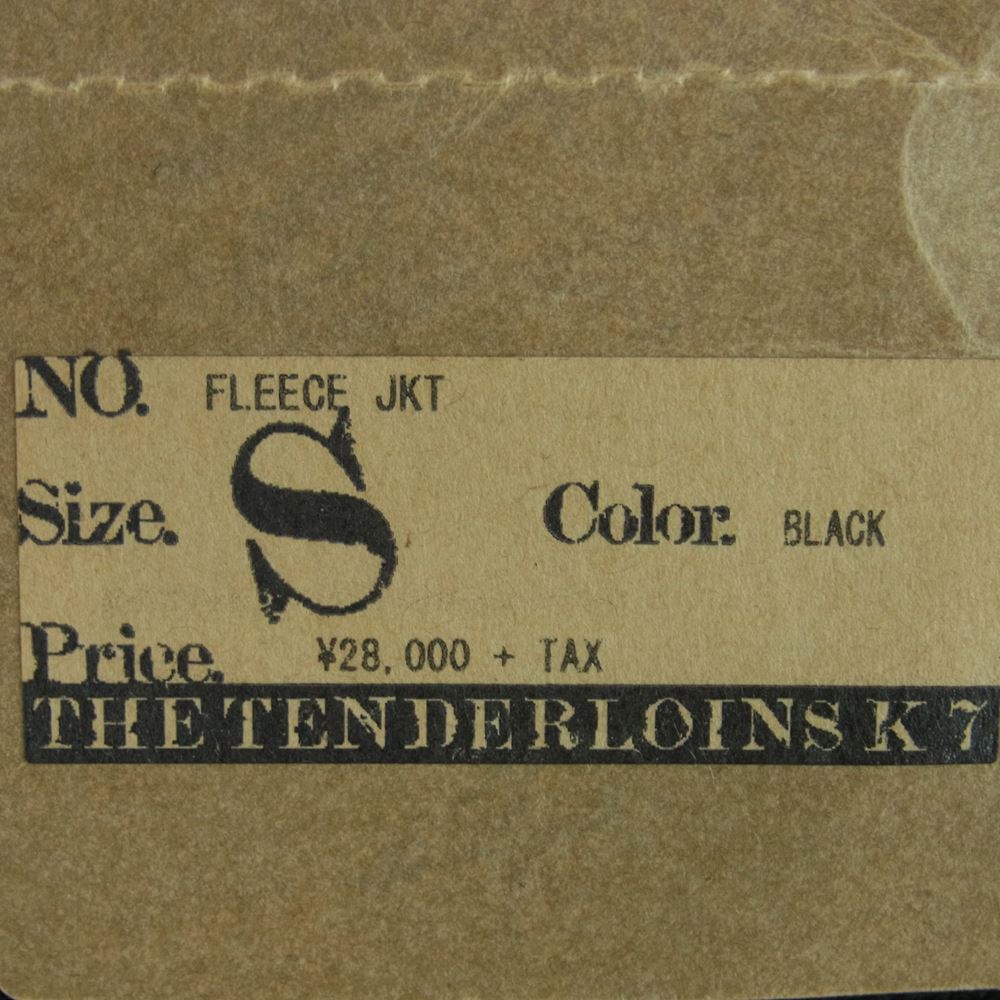 NO. FLEECE JKT
Size. S Color. BLACK
Price. ¥28,000 + TAX
THE TENDERLOINS K 7